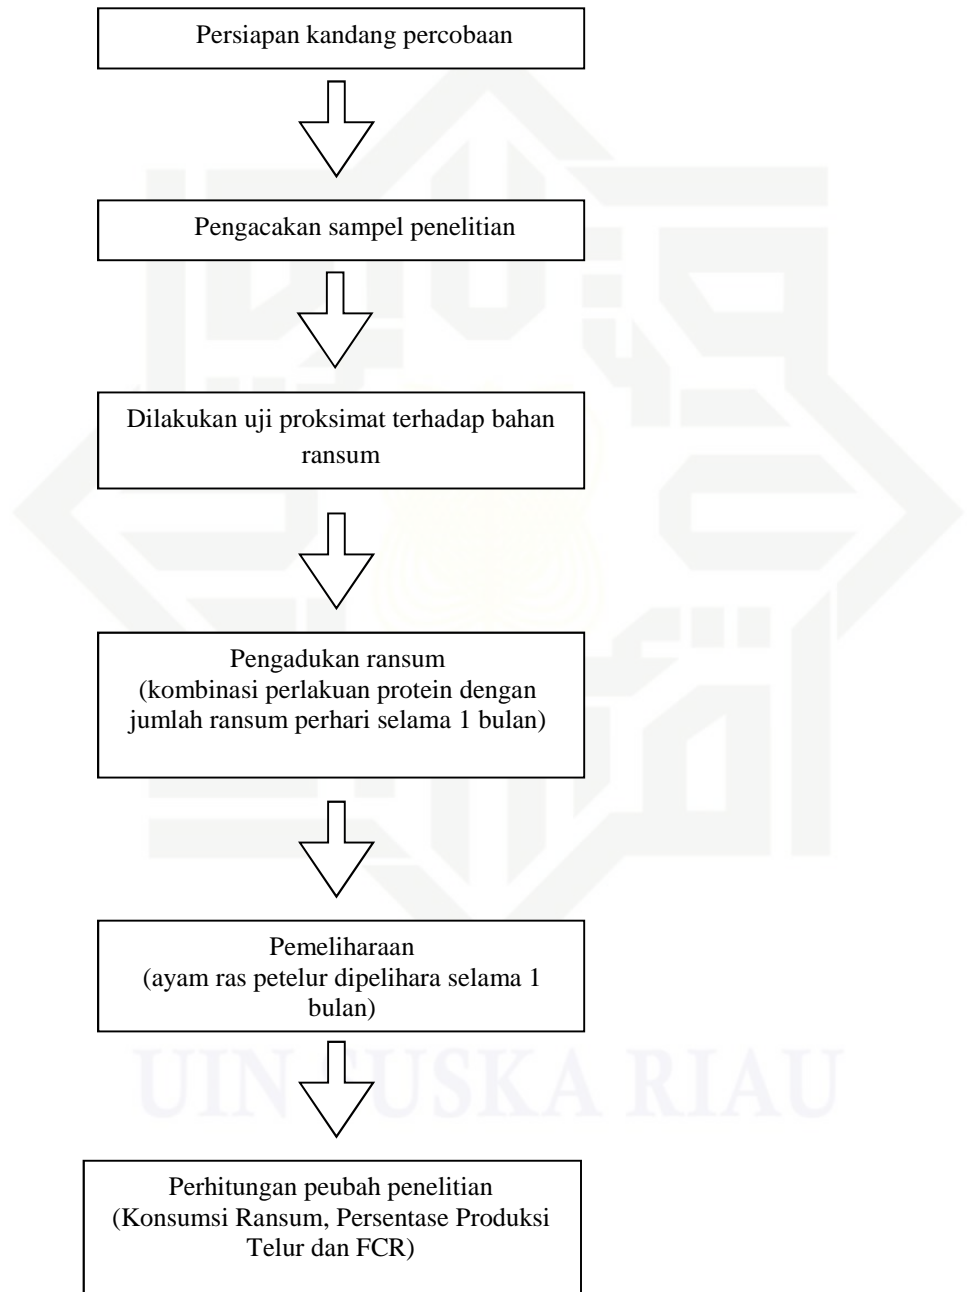 Persiapan kandang percobaan
Pengacakan sampel penelitian
Dilakukan uji proksimat terhadap bahan
ransum
Pengadukan ransum
(kombinasi perlakuan protein dengan
jumlah ransum perhari selama 1 bulan)
Pemeliharaan
(ayam ras petelur dipelihara selama 1
bulan)
UIN SUSKA RIAU
Perhitungan peubah penelitian
(Konsumsi Ransum, Persentase Produksi
Telur dan FCR)